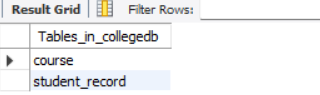 Result Grid Filter Rows:
Tables_in_collegedb
course
student_record